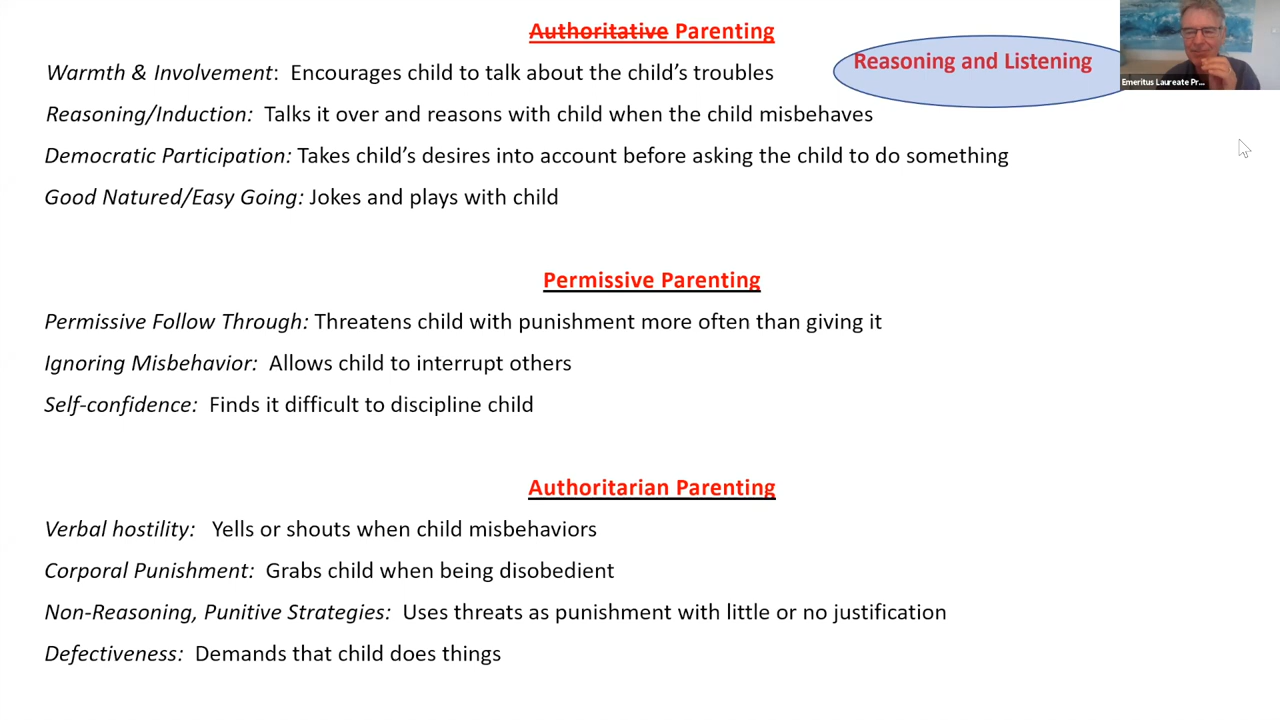 Authoritative Parenting
Reasoning and Listening
Emeritus Laureate Pr...
Warmth & Involvement:  Encourages child to talk about the child's troubles
Reasoning/Induction:  Talks it over and reasons with child when the child misbehaves
Democratic Participation: Takes child's desires into account before asking the child to do something
Good Natured/Easy Going: Jokes and plays with child
Permissive Parenting
Permissive Follow Through: Threatens child with punishment more often than giving it
Ignoring Misbehavior:  Allows child to interrupt others
Self-confidence:  Finds it difficult to discipline child
Authoritarian Parenting
Verbal hostility:   Yells or shouts when child misbehaviors
Corporal Punishment:  Grabs child when being disobedient
Non-Reasoning, Punitive Strategies:  Uses threats as punishment with little or no justification
Defectiveness:  Demands that child does things